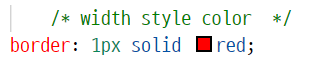 /* width style color  */
border: 1px solid red;